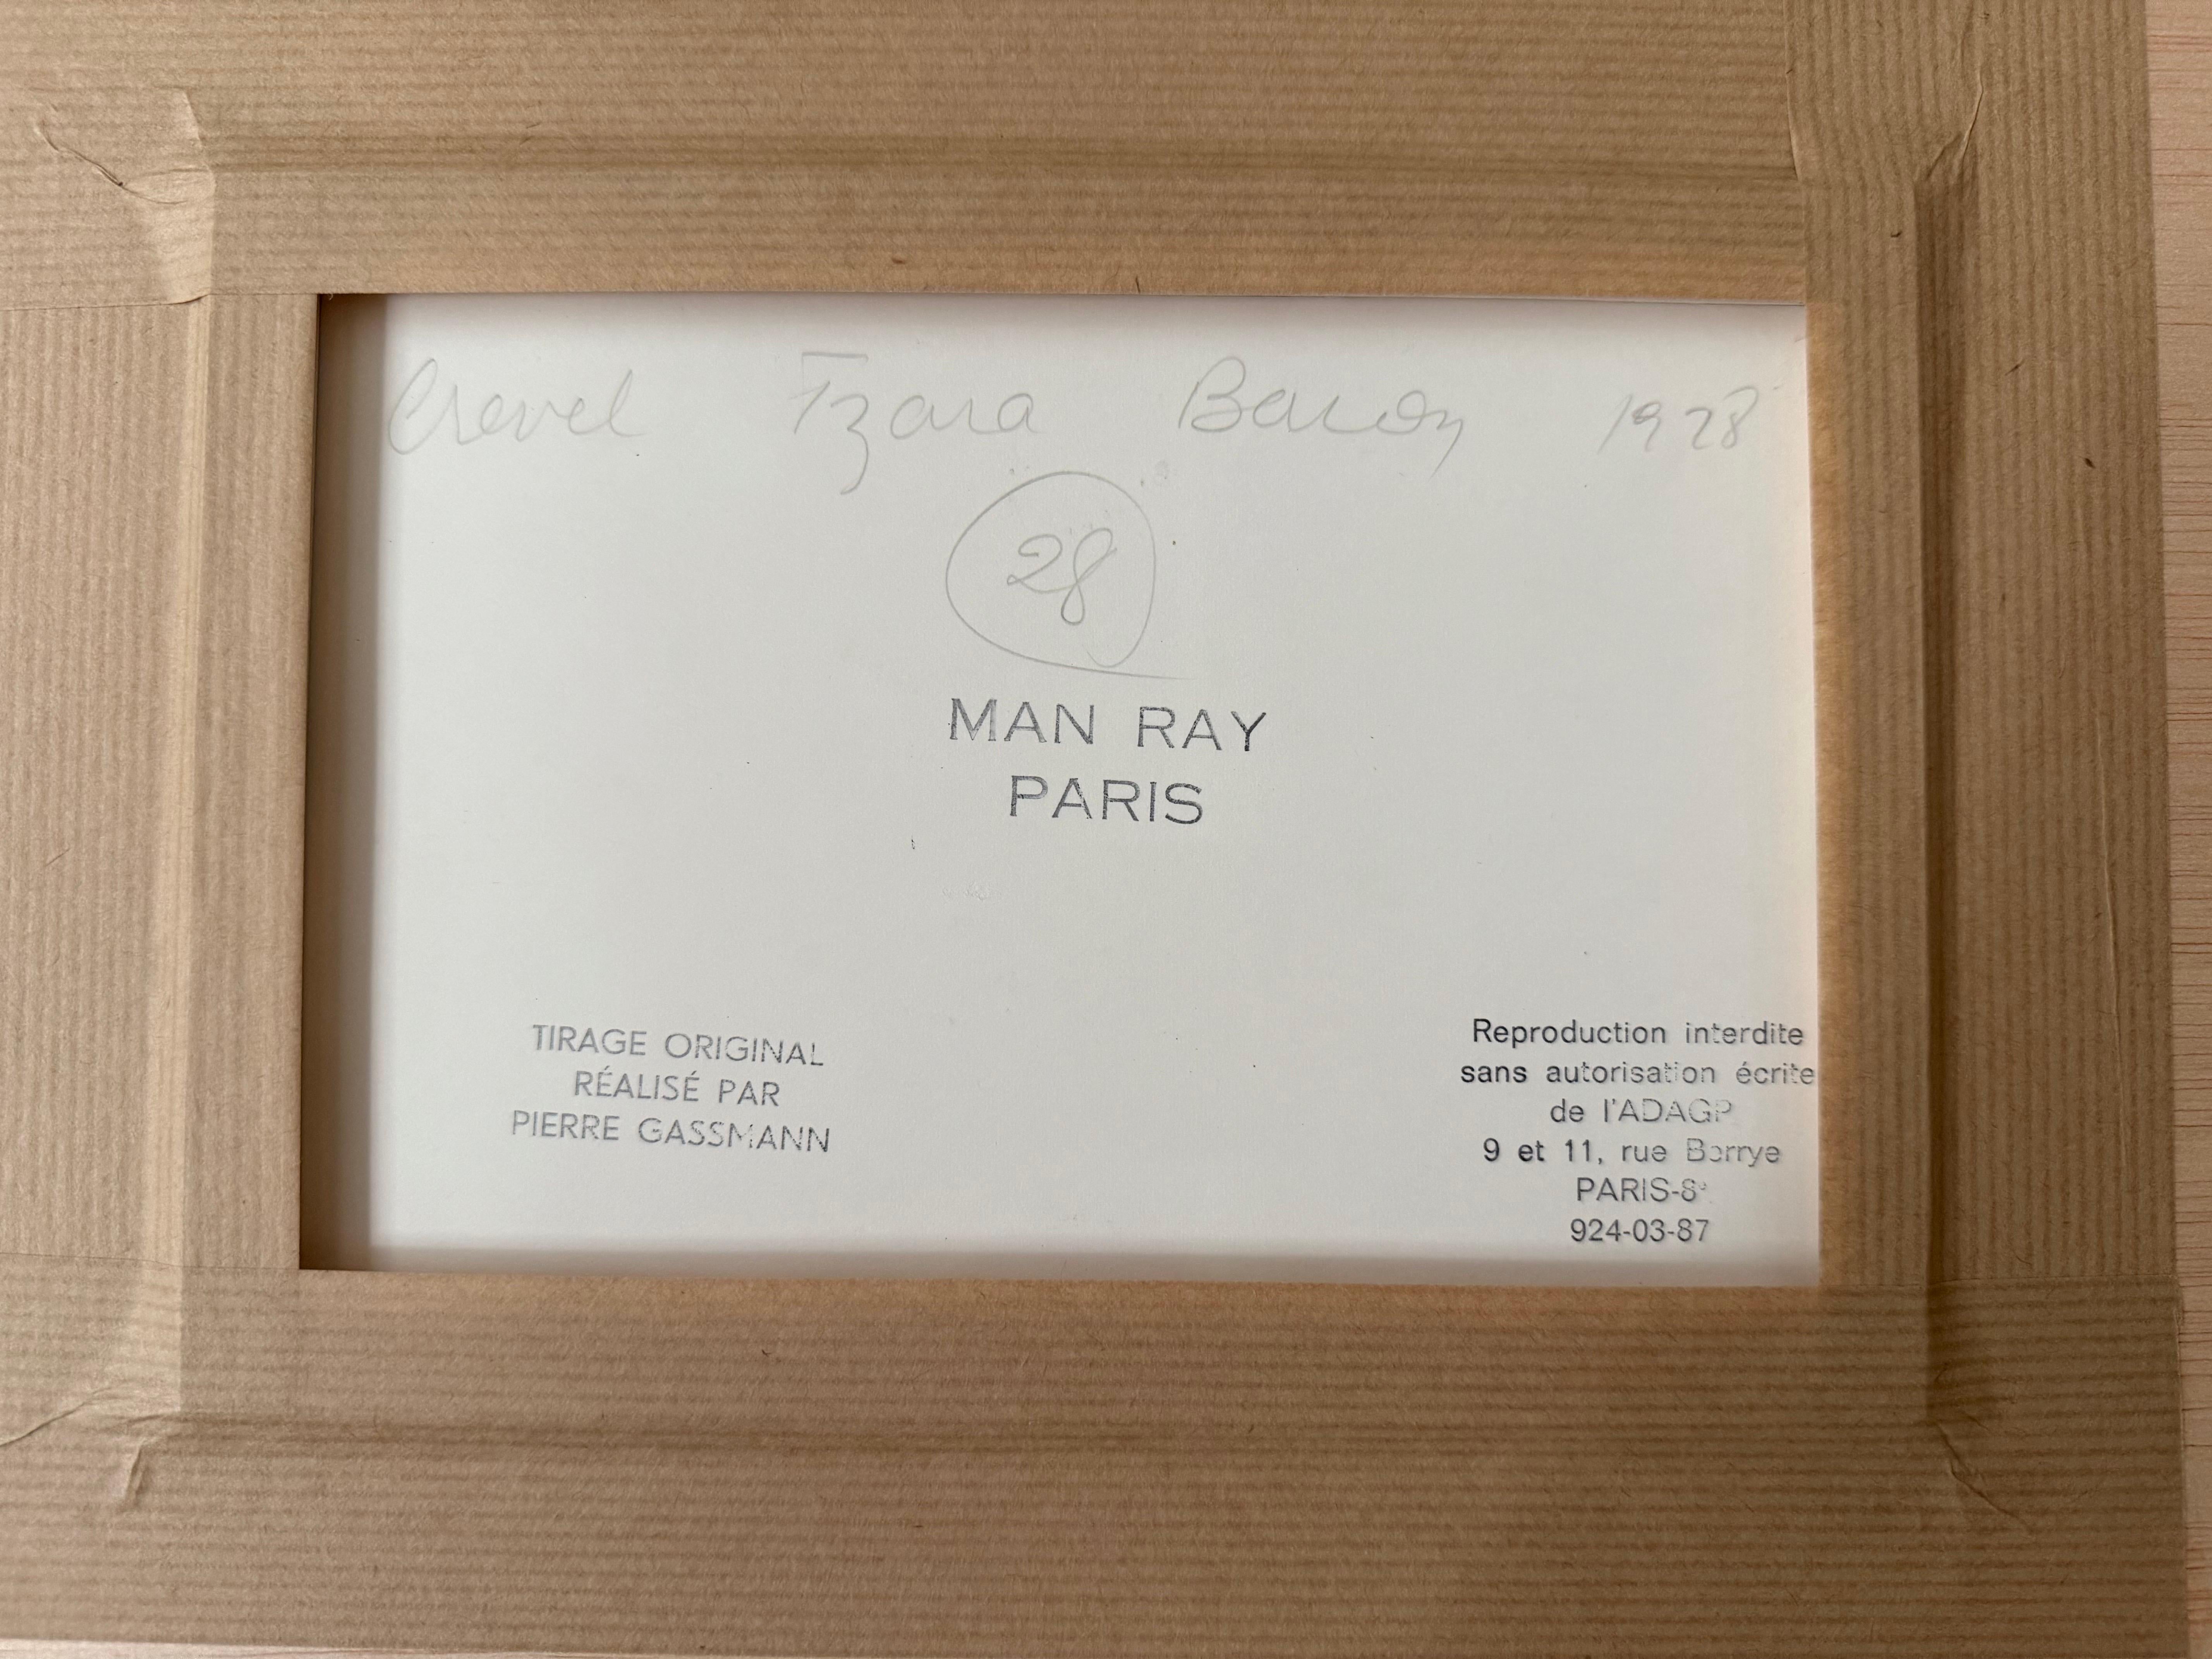 Crevel Tzara Baron 1928
28
MAN RAY
PARIS
TIRAGE ORIGINAL
RÉALISÉ PAR
PIERRE GASSMANN
Reproduction interdite
sans autorisation écrite
de l'ADAGP
9 et 11, rue Berrye
PARIS-8e
924-03-87